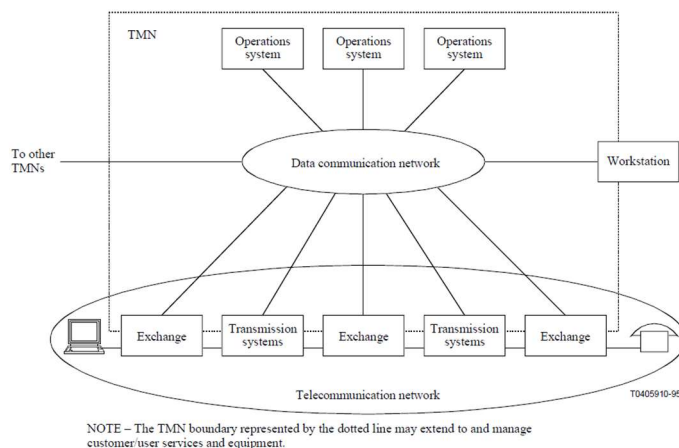 TMN
Operations
system
Operations
system
Operations
system
To other
TMNs
Data communication network
Workstation
Exchange
Transmission
systems
Exchange
Transmission
systems
Exchange
Telecommunication network
T0405910-95
NOTE – The TMN boundary represented by the dotted line may extend to and manage
customer/user services and equipment.